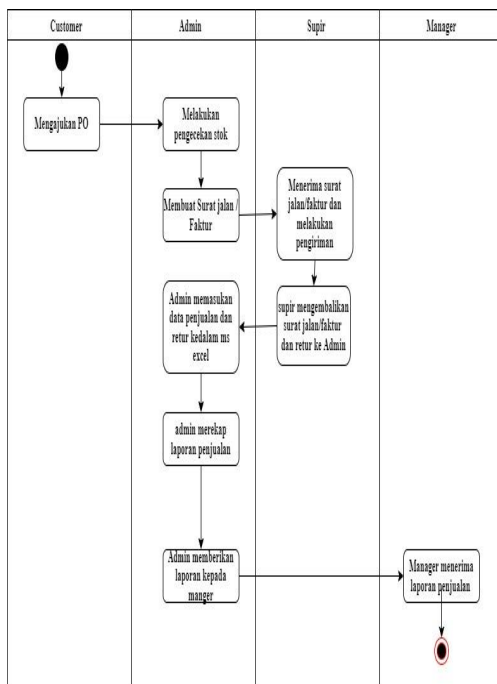 Customer
Admin
Supir
Manager
Mengajukan PO
Melakukan
pengecekan stok
Membuat Surat jalan /
Faktur
Menerima surat
jalan/faktur dan
melakukan
pengiriman
supir mengembalikan
surat jalan/faktur
dan retur ke Admin
Admin memasukan
data penjualan dan
retur kedalam ms
excel
admin merekap
laporan penjualan
Admin memberikan
laporan kepada
manger
Manager menerima
laporan penjualan